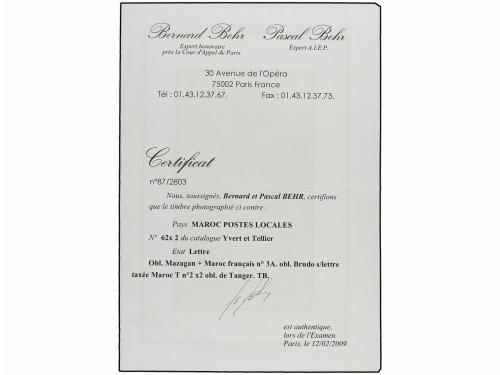 Bernard Behr Pascal Behr
Expert honoraire Expert A.I.E.P.
près la Cour d'Appel de Paris
30 Avenue de l'Opéra
75002 Paris France
Tél : 01.43.12.37.67. Fax : 01.43.12.37.73.
Certificat
n°87/2803
Nous, soussignés, Bernard et Pascal BEHR, certifions
que le timbre photographié ci contre :
Pays MAROC POSTES LOCALES
N° 62x 2 du catalogue Yvert et Tellier
Etat Lettre
Obl. Mazagan + Maroc français n° 3A. obl. Brudo s/lettre
taxée Maroc T n°2 x2 obl. de Tanger. TB.
est authentique,
lors de l'Examen
Paris, le 12/02/2009